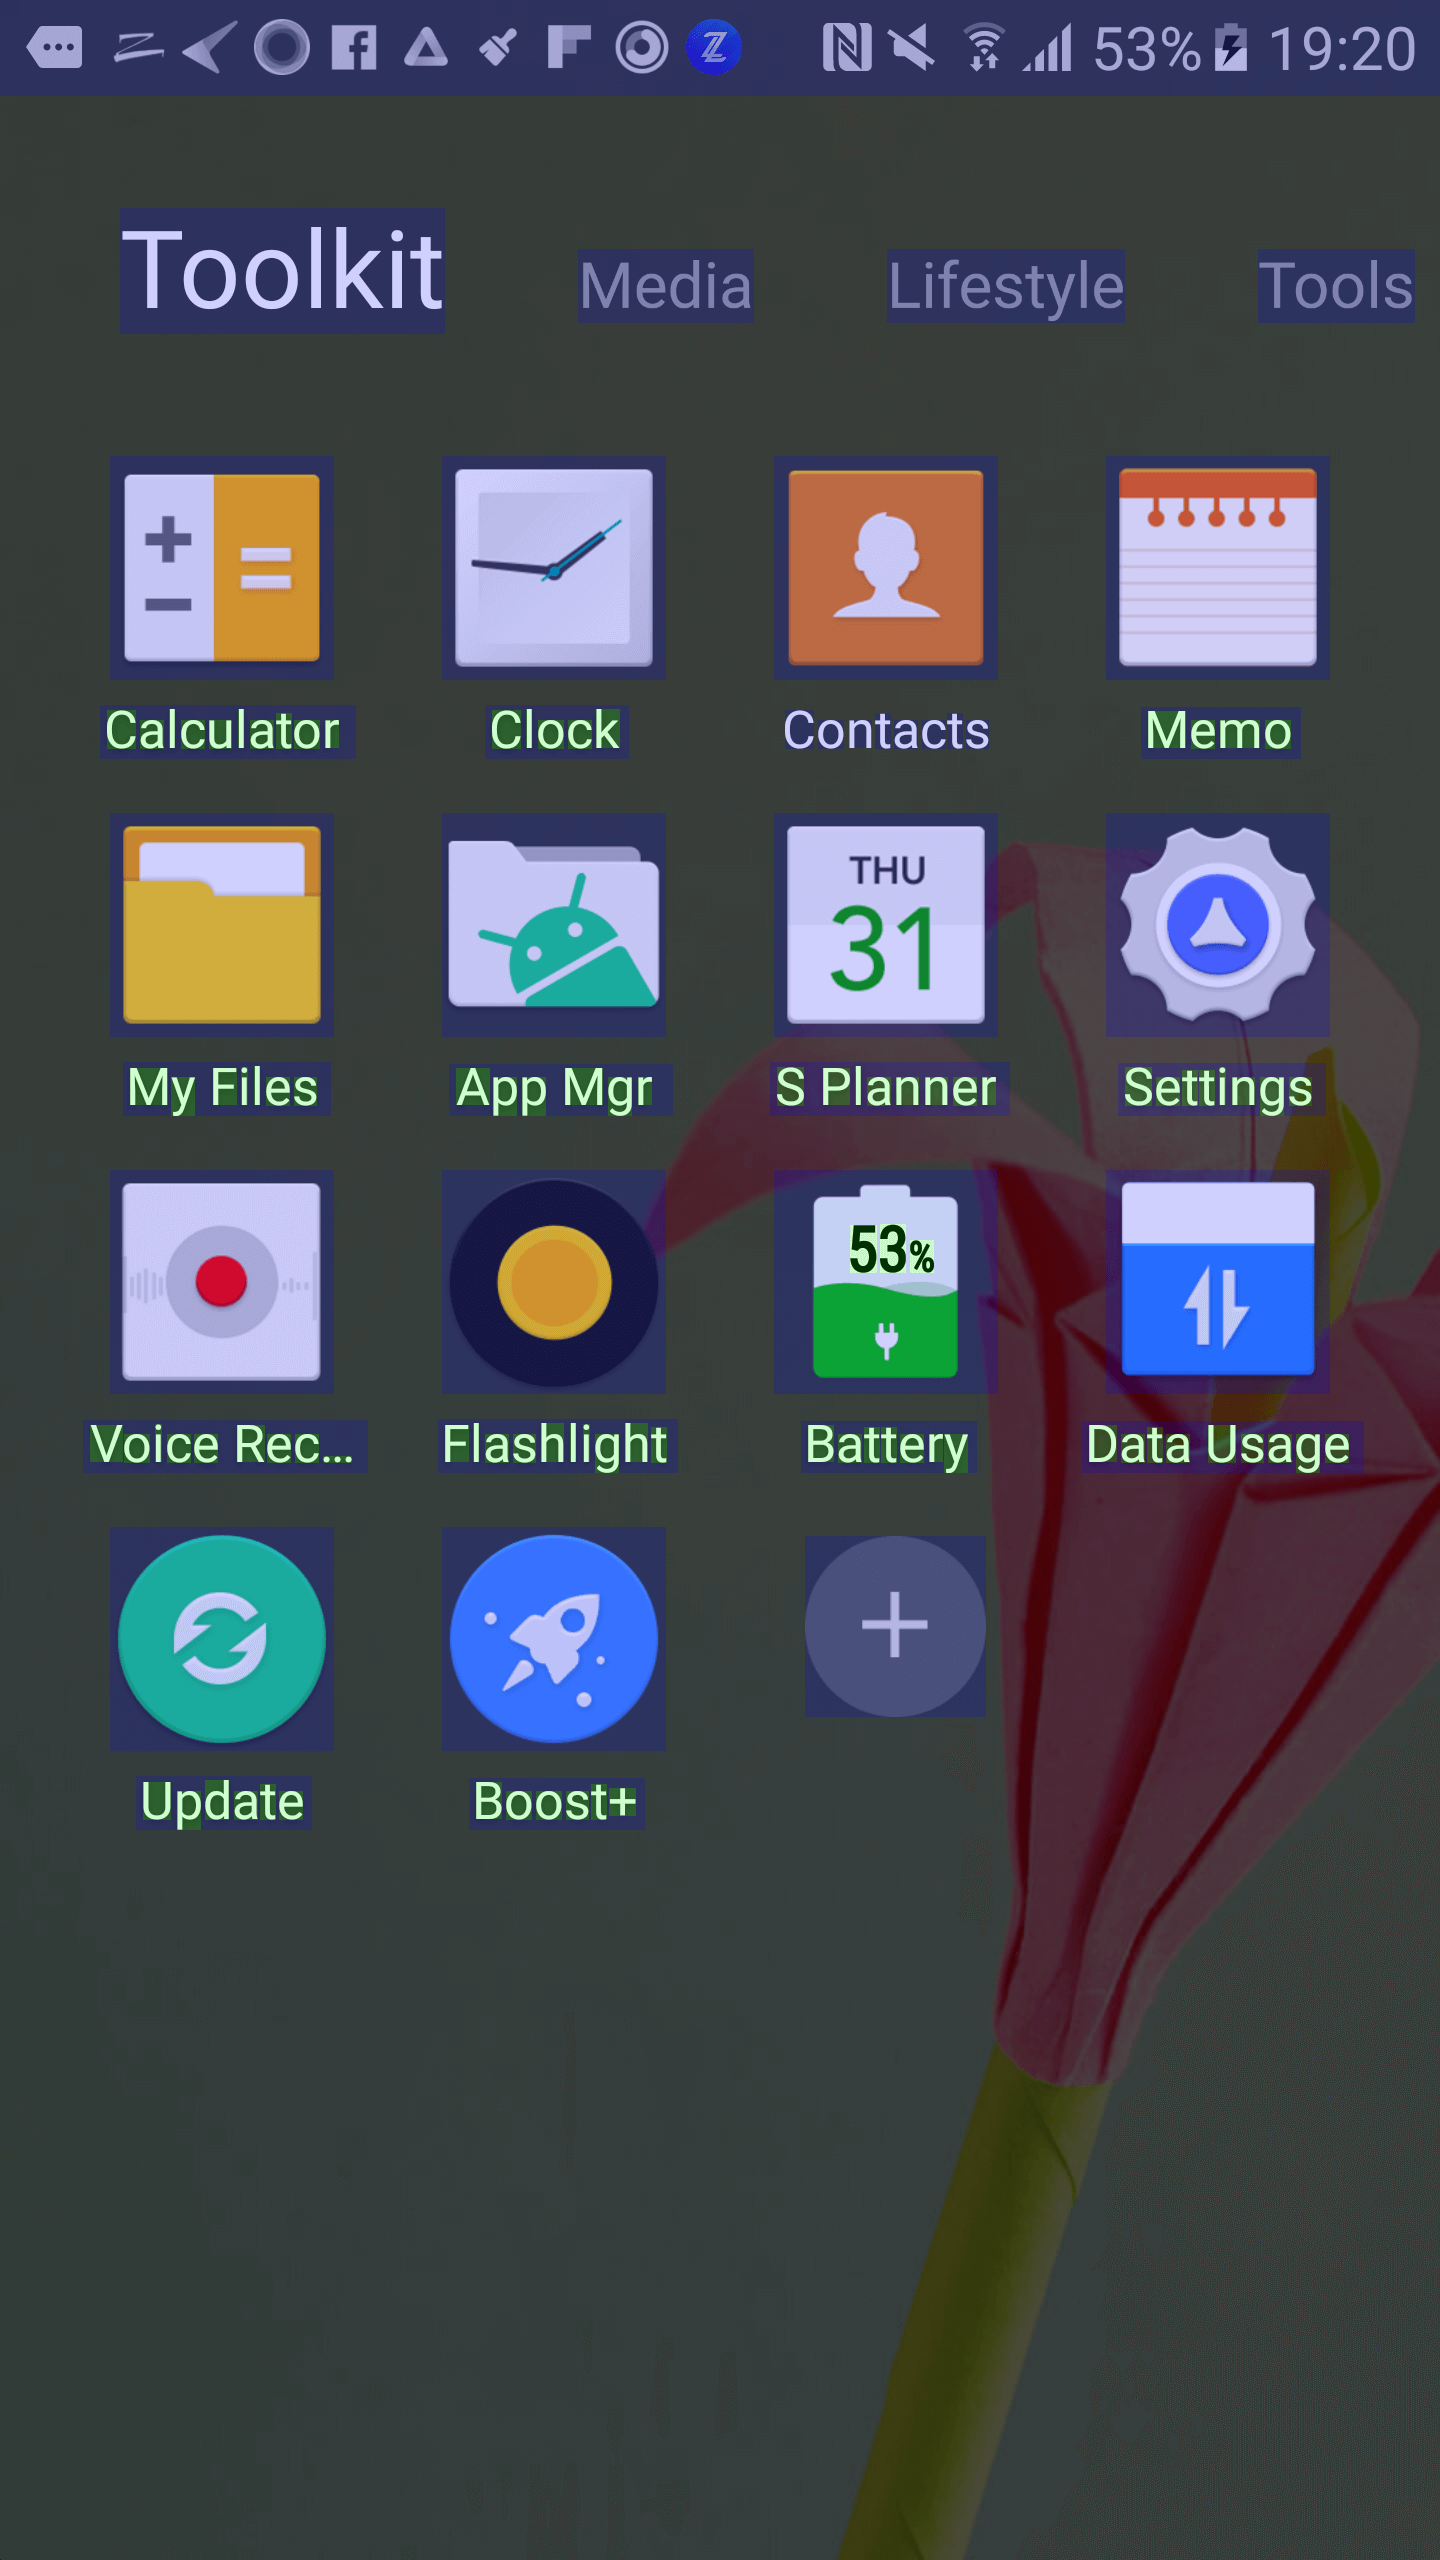 53% 19:20
Toolkit Media Lifestyle Tools
Calculator Clock Contacts Memo
THU
31
My Files App Mgr S Planner Settings
53%
Voice Rec... Flashlight Battery Data Usage
Update Boost+